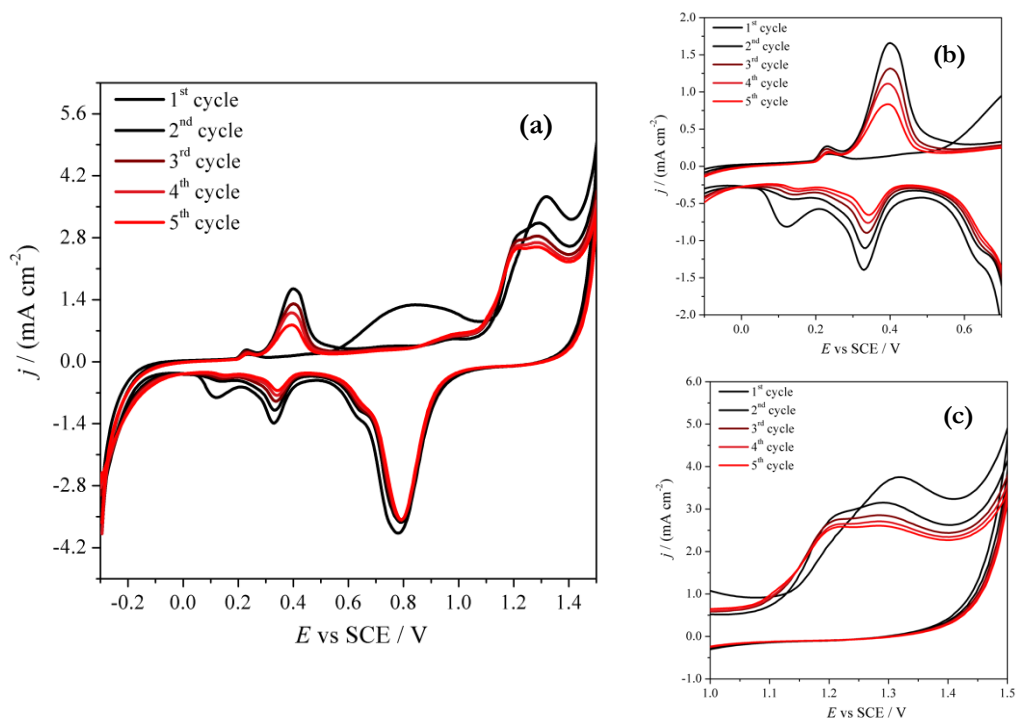 (a)
1st cycle
2nd cycle
3rd cycle
4th cycle
5th cycle
5.6
4.2
2.8
1.4
0.0
-1.4
-2.8
-4.2
j / (mA cm-2)
-0.2 0.0 0.2 0.4 0.6 0.8 1.0 1.2 1.4
E vs SCE / V
(b)
1st cycle
2nd cycle
3rd cycle
4th cycle
5th cycle
2.0
1.5
1.0
0.5
0.0
-0.5
-1.0
-1.5
-2.0
j / (mA cm-2)
0.0 0.2 0.4 0.6
E vs SCE / V
(c)
1st cycle
2nd cycle
3rd cycle
4th cycle
5th cycle
6.0
5.0
4.0
3.0
2.0
1.0
0.0
-1.0
j / (mA cm-2)
1.0 1.1 1.2 1.3 1.4 1.5
E vs SCE / V